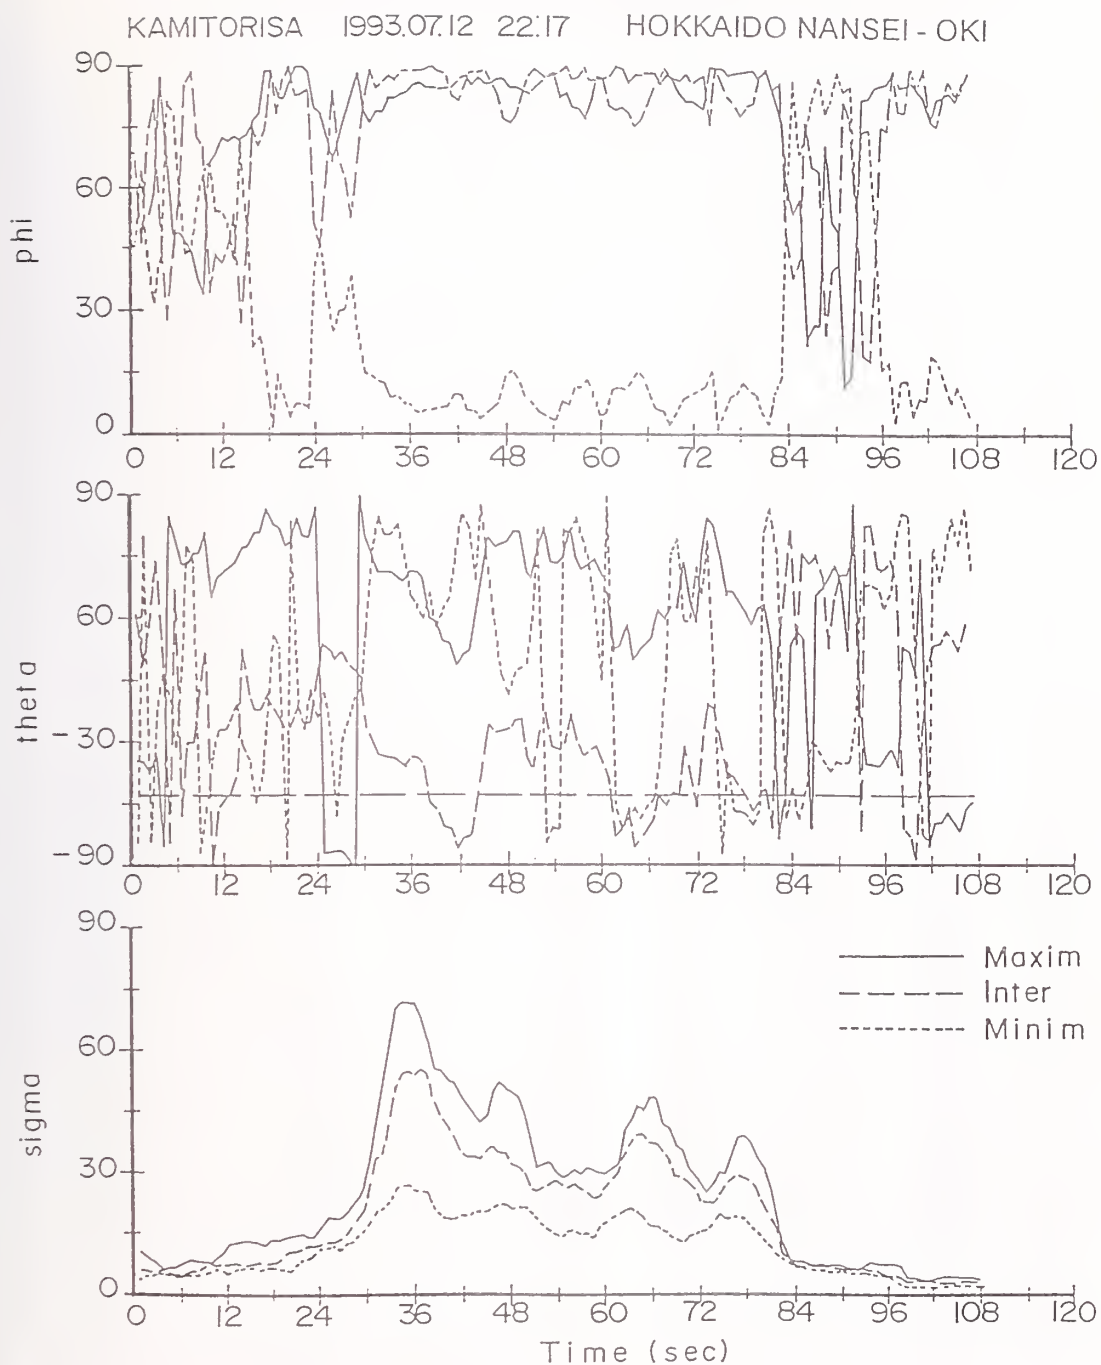 KAMITORISA 1993.07.12 22:17 HOKKAIDO NANSEI-OKI
90
60
30
0
phi
0 12 24 36 48 60 72 84 96 108 120
90
60
-30
-90
theta
0 12 24 36 48 60 72 84 96 108 120
90
60
30
0
sigma
Maxim
Inter
Minim
0 12 24 36 48 60 72 84 96 108 120
Time (sec)